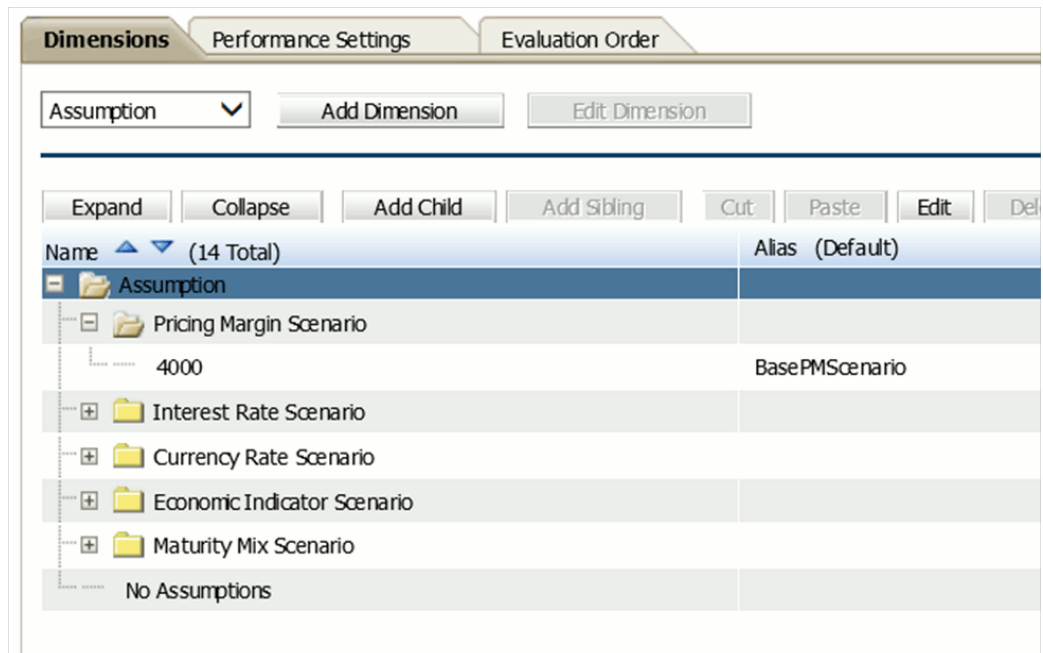 Dimensions Performance Settings Evaluation Order
Assumption Add Dimension Edit Dimension
Expand Collapse Add Child Add Sibling Cut Paste Edit
Name (14 Total) Alias (Default)
Assumption
Pricing Margin Scenario
4000 BasePMScenario
Interest Rate Scenario
Currency Rate Scenario
Economic Indicator Scenario
Maturity Mix Scenario
No Assumptions